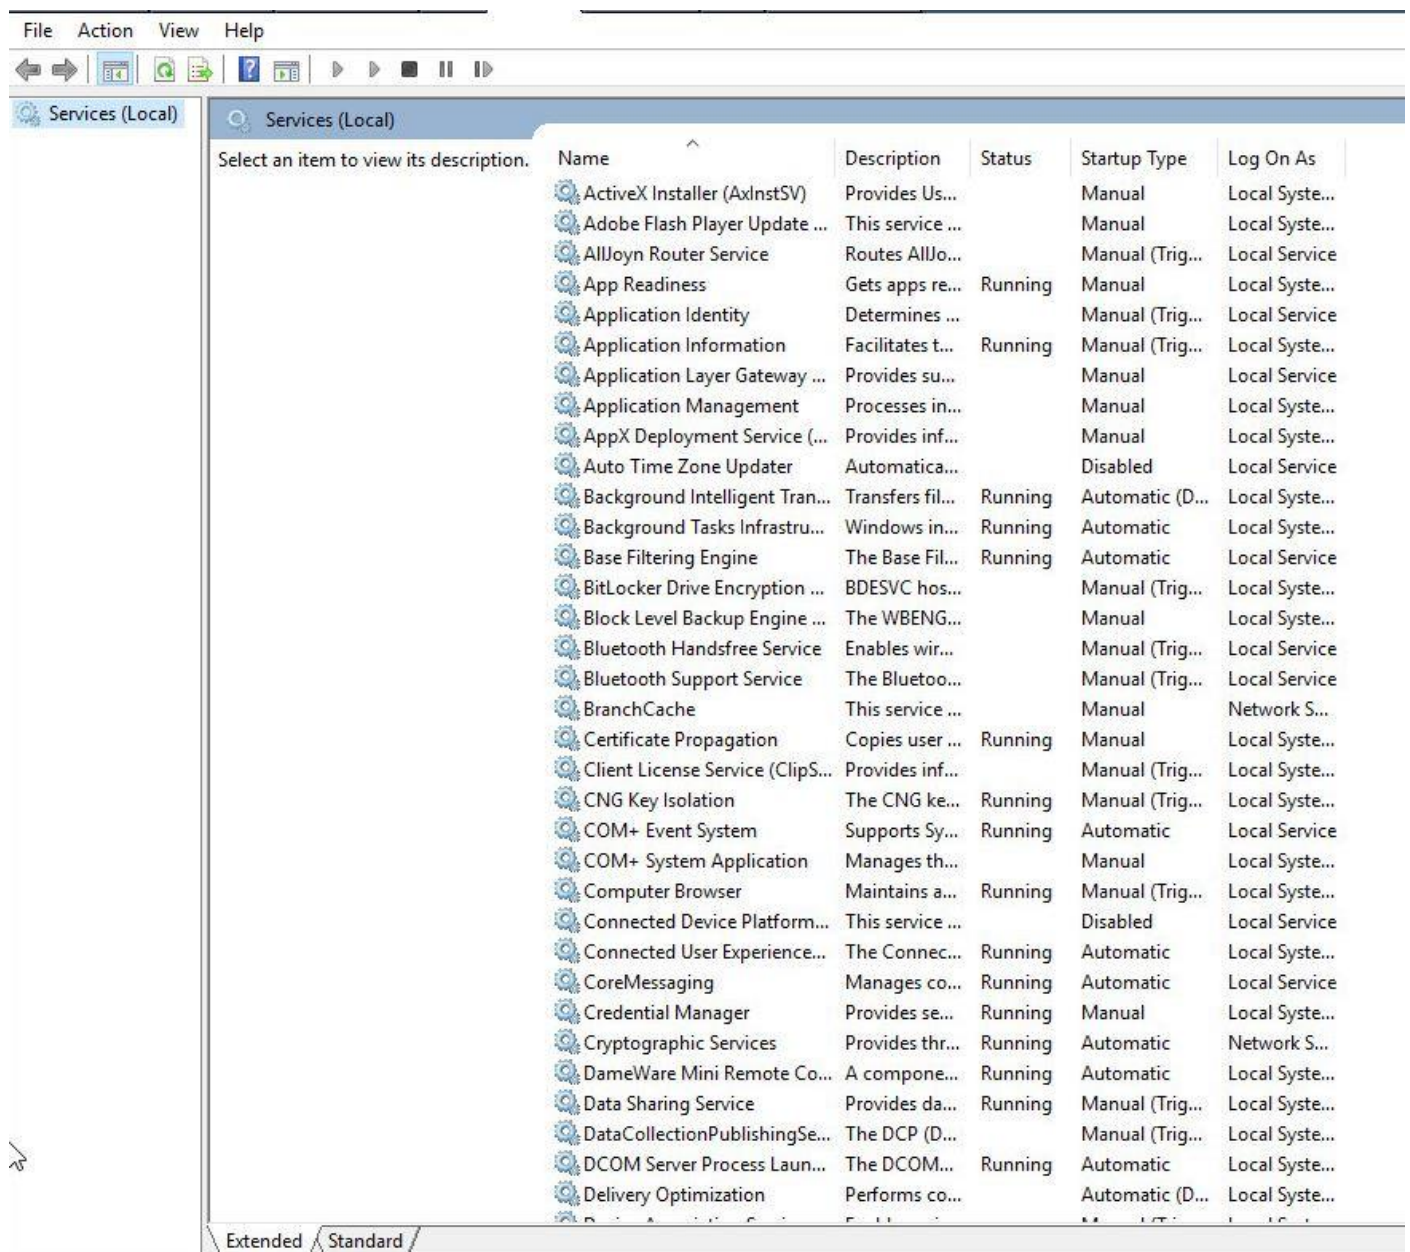 File Action View Help
Services (Local)
Services (Local)
Select an item to view its description.
Name Description Status Startup Type Log On As
ActiveX Installer (AxInstSV) Provides Us... Manual Local Syste...
Adobe Flash Player Update ... This service ... Manual Local Syste...
AllJoyn Router Service Routes AllJo... Manual (Trig... Local Service
App Readiness Gets apps re... Running Manual Local Syste...
Application Identity Determines ... Manual (Trig... Local Service
Application Information Facilitates t... Running Manual (Trig... Local Syste...
Application Layer Gateway ... Provides su... Manual Local Service
Application Management Processes in... Manual Local Syste...
AppX Deployment Service (... Provides inf... Manual Local Syste...
Auto Time Zone Updater Automatica... Disabled Local Service
Background Intelligent Tran... Transfers fil... Running Automatic (D... Local Syste...
Background Tasks Infrastru... Windows in... Running Automatic Local Syste...
Base Filtering Engine The Base Fil... Running Automatic Local Service
BitLocker Drive Encryption ... BDESVC hos... Manual (Trig... Local Syste...
Block Level Backup Engine ... The WBENG... Manual Local Syste...
Bluetooth Handsfree Service Enables wir... Manual (Trig... Local Service
Bluetooth Support Service The Bluetoo... Manual (Trig... Local Service
BranchCache This service ... Manual Network S...
Certificate Propagation Copies user ... Running Manual Local Syste...
Client License Service (ClipS... Provides inf... Manual (Trig... Local Syste...
CNG Key Isolation The CNG ke... Running Manual (Trig... Local Syste...
COM+ Event System Supports Sy... Running Automatic Local Service
COM+ System Application Manages th... Manual Local Syste...
Computer Browser Maintains a... Running Manual (Trig... Local Syste...
Connected Device Platform... This service ... Disabled Local Service
Connected User Experience... The Connec... Running Automatic Local Syste...
CoreMessaging Manages co... Running Automatic Local Service
Credential Manager Provides se... Running Manual Local Syste...
Cryptographic Services Provides thr... Running Automatic Network S...
DameWare Mini Remote Co... A compone... Running Automatic Local Syste...
Data Sharing Service Provides da... Running Manual (Trig... Local Syste...
DataCollectionPublishingSe... The DCP (D... Manual (Trig... Local Syste...
DCOM Server Process Laun... The DCOM... Running Automatic Local Syste...
Delivery Optimization Performs co... Automatic (D... Local Syste...
Extended Standard